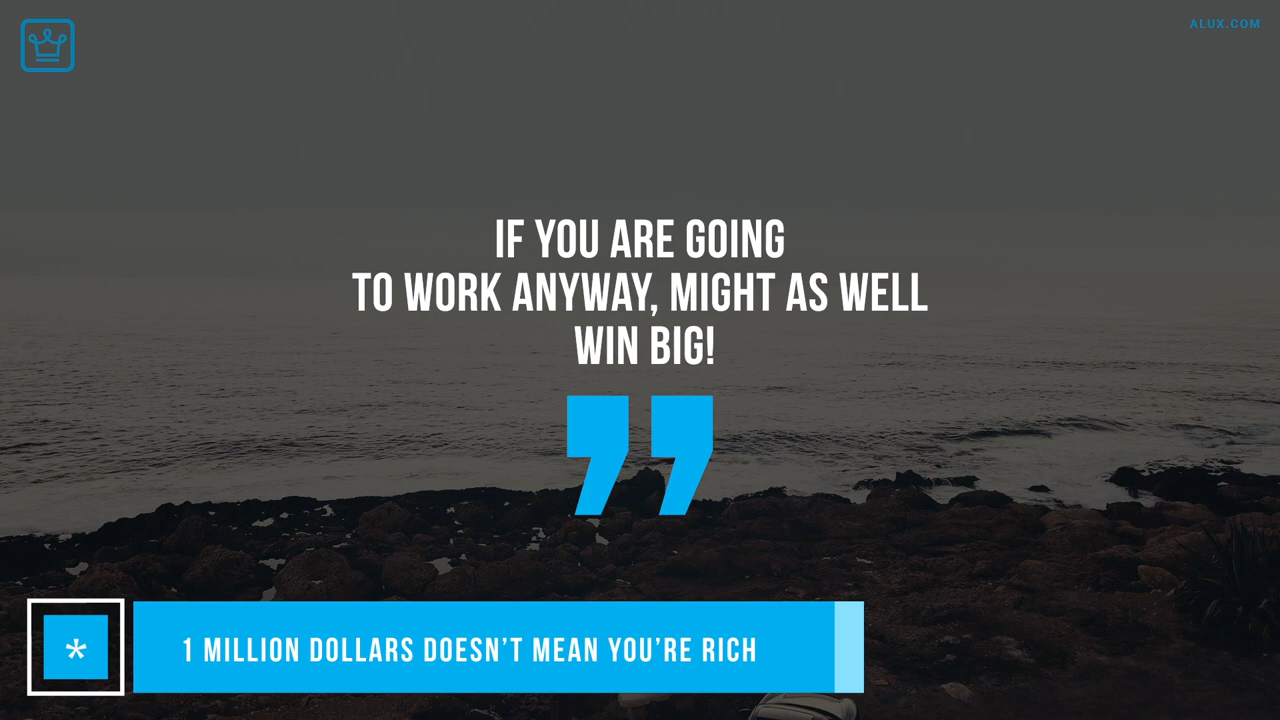 ALUX.COM
IF YOU ARE GOING
TO WORK ANYWAY, MIGHT AS WELL
WIN BIG!
”
* 1 MILLION DOLLARS DOESN’T MEAN YOU’RE RICH